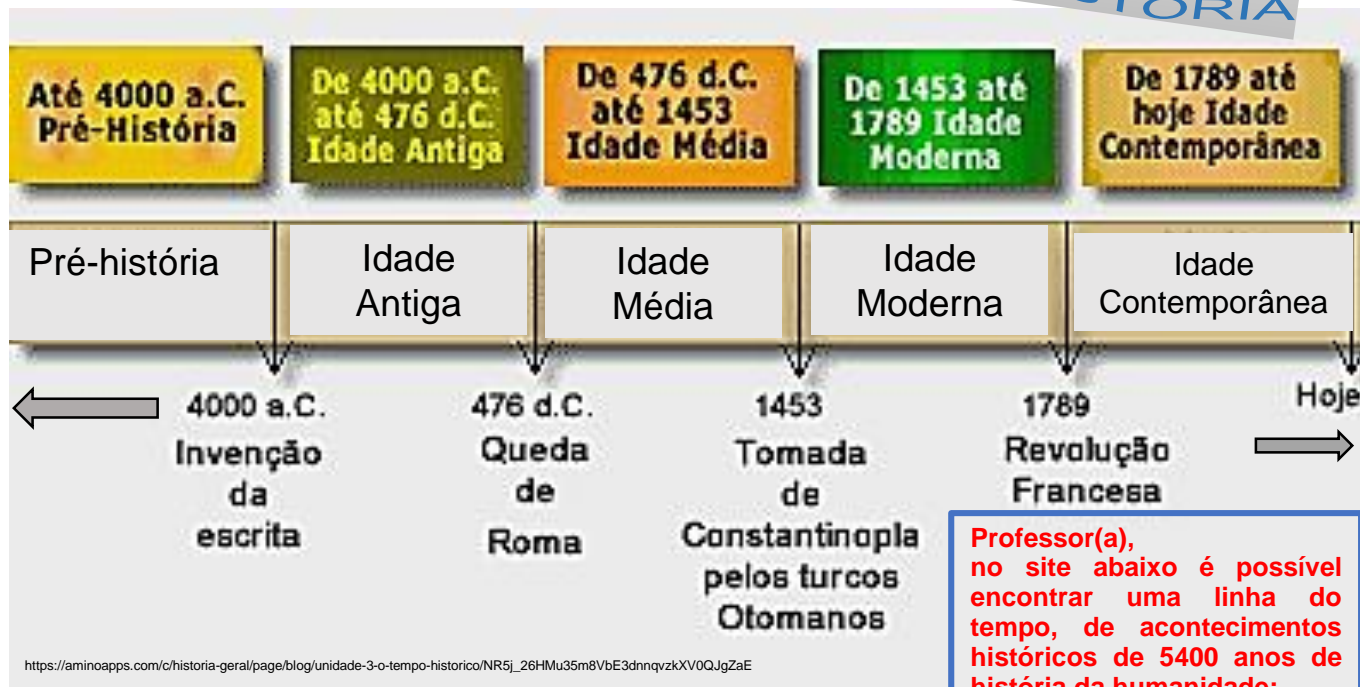 Até 4000 a.C.
Pré-História
De 4000 a.C.
até 476 d.C.
Idade Antiga
De 476 d.C.
até 1453
Idade Média
De 1453 até
1789 Idade
Moderna
De 1789 até
hoje Idade
Contemporânea
Pré-história
Idade
Antiga
Idade
Média
Idade
Moderna
Idade
Contemporânea
4000 a.C.
Invenção
da
escrita
476 d.C.
Queda
de
Roma
1453
Tomada
de
Constantinopla
pelos turcos
Otomanos
1789
Revolução
Francesa
Hoje
Professor(a),
no site abaixo é possível
encontrar uma linha do
tempo, de acontecimentos
históricos de 5400 anos de
história da humanidade:
https://aminoapps.com/c/historia-geral/page/blog/unidade-3-o-tempo-historico/NR5j_26HMu35m8VbE3dnnqvzkXV0QJgZaE